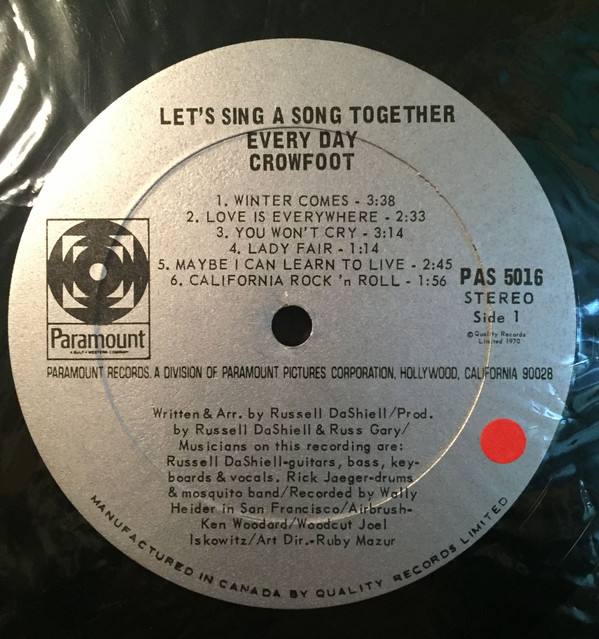 LET'S SING A SONG TOGETHER
EVERY DAY
CROWFOOT
1. WINTER COMES - 3:38
2. LOVE IS EVERYWHERE - 2:33
3. YOU WON'T CRY - 3:14
4. LADY FAIR - 1:14
5. MAYBE I CAN LEARN TO LIVE - 2:45
6. CALIFORNIA ROCK 'n ROLL - 1:56
PAS 5016
STEREO
Side 1
© Quality Records
Limited 1970
Paramount
A GULF + WESTERN COMPANY
PARAMOUNT RECORDS. A DIVISION OF PARAMOUNT PICTURES CORPORATION, HOLLYWOOD, CALIFORNIA 90028
Written & Arr. by Russell DaShiell/Prod.
by Russell DaShiell & Russ Gary/
Musicians on this recording are:
Russell DaShiell-guitars, bass, key-
boards & vocals. Rick Jaeger-drums
& mosquito band/Recorded by Wally
Heider in San Francisco/Airbrush-
Ken Woodard/Woodcut Joel
Iskowitz/Art Dir.-Ruby Mazur
MANUFACTURED IN CANADA BY QUALITY RECORDS LIMITED